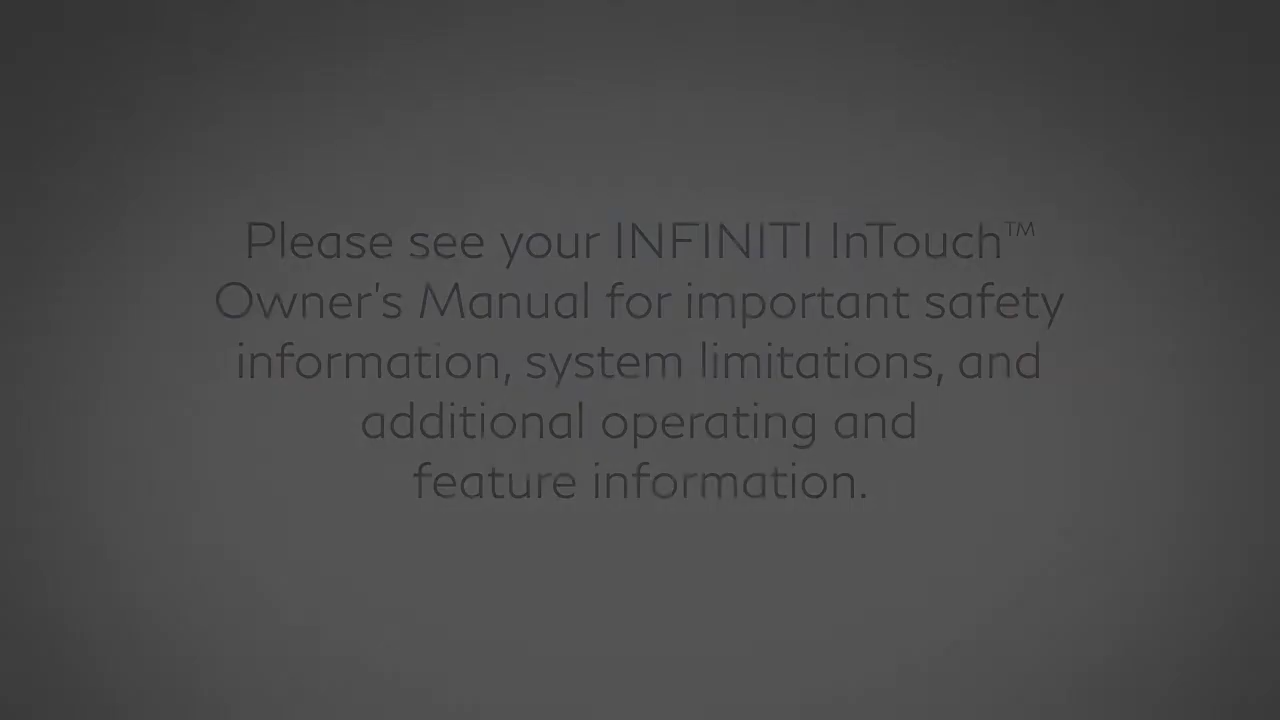 Please see your INFINITI InTouch™
Owner's Manual for important safety
information, system limitations, and
additional operating and
feature information.